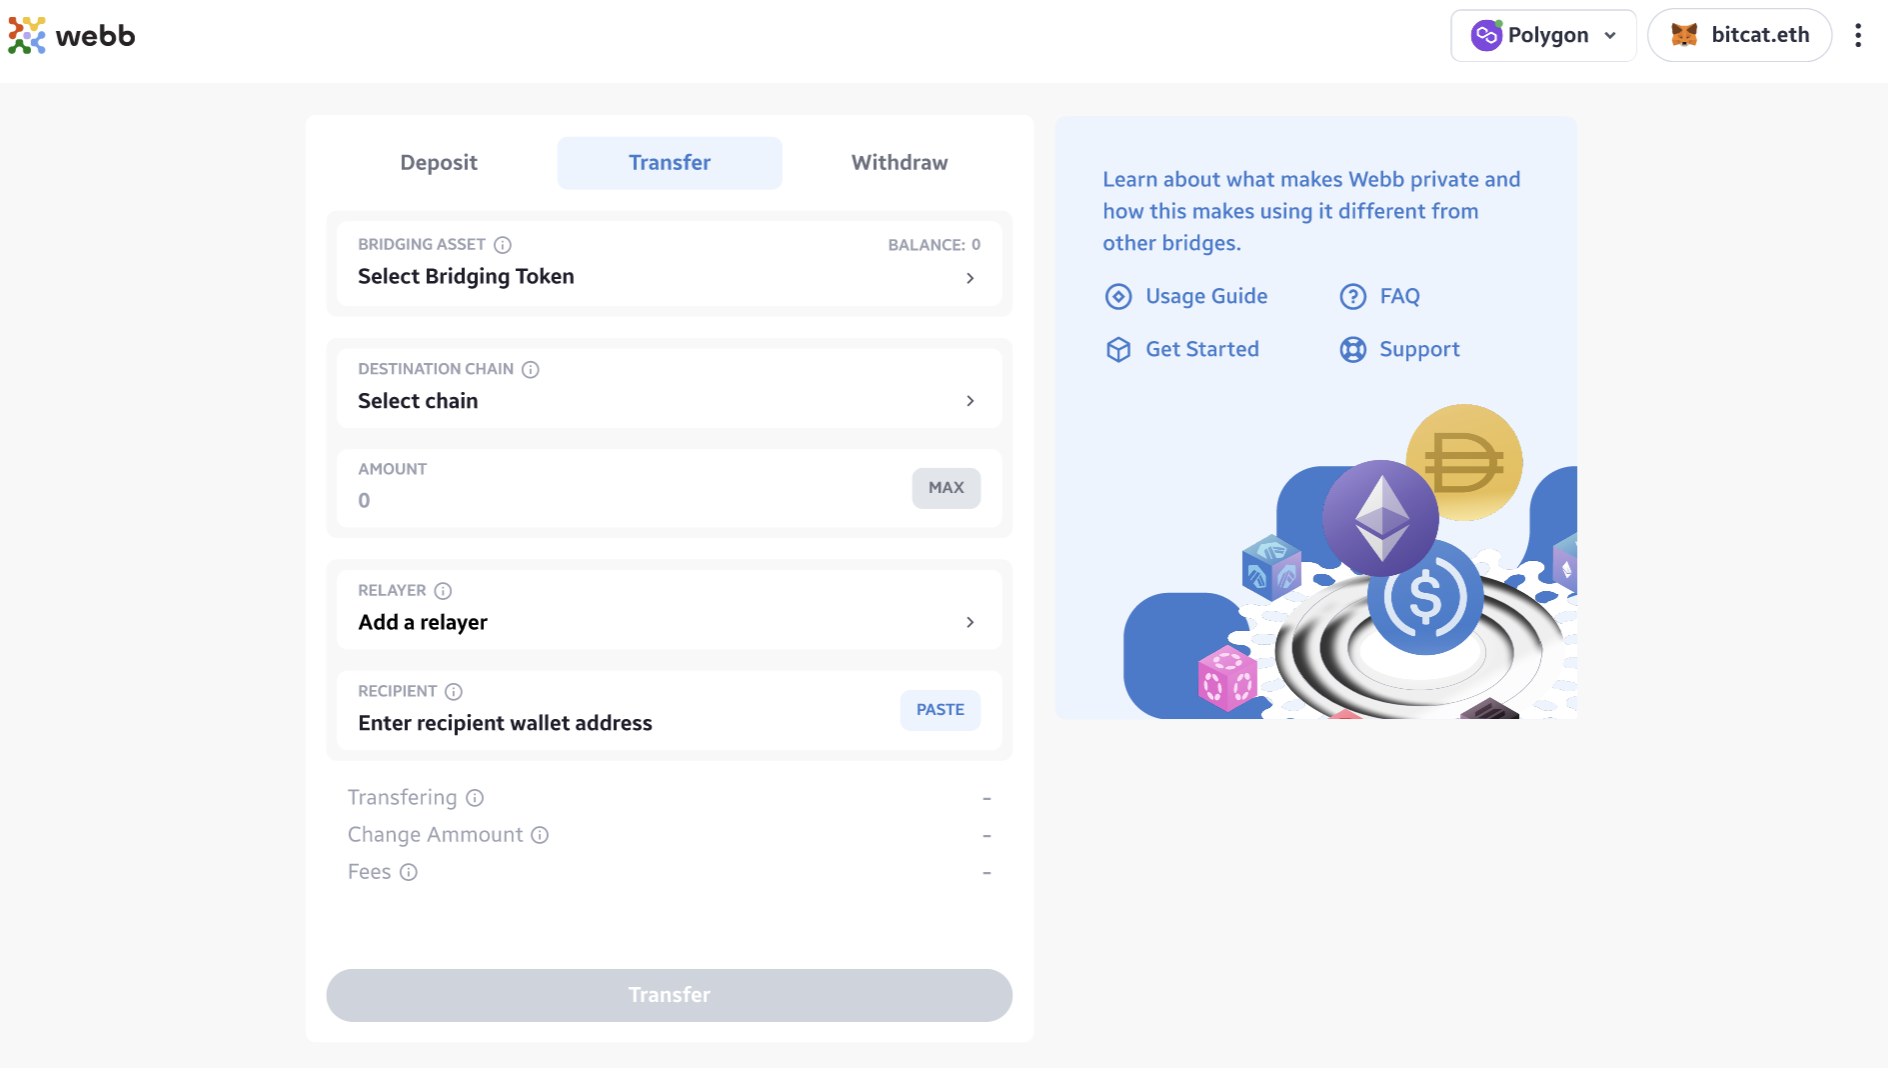 webb
Polygon
bitcat.eth
Deposit
Transfer
Withdraw
BRIDGING ASSET
BALANCE: 0
Select Bridging Token
DESTINATION CHAIN
Select chain
AMOUNT
0
MAX
RELAYER
Add a relayer
RECIPIENT
Enter recipient wallet address
PASTE
Transfering
-
Change Ammount
-
Fees
-
Transfer
Learn about what makes Webb private and
how this makes using it different from
other bridges.
Usage Guide
FAQ
Get Started
Support